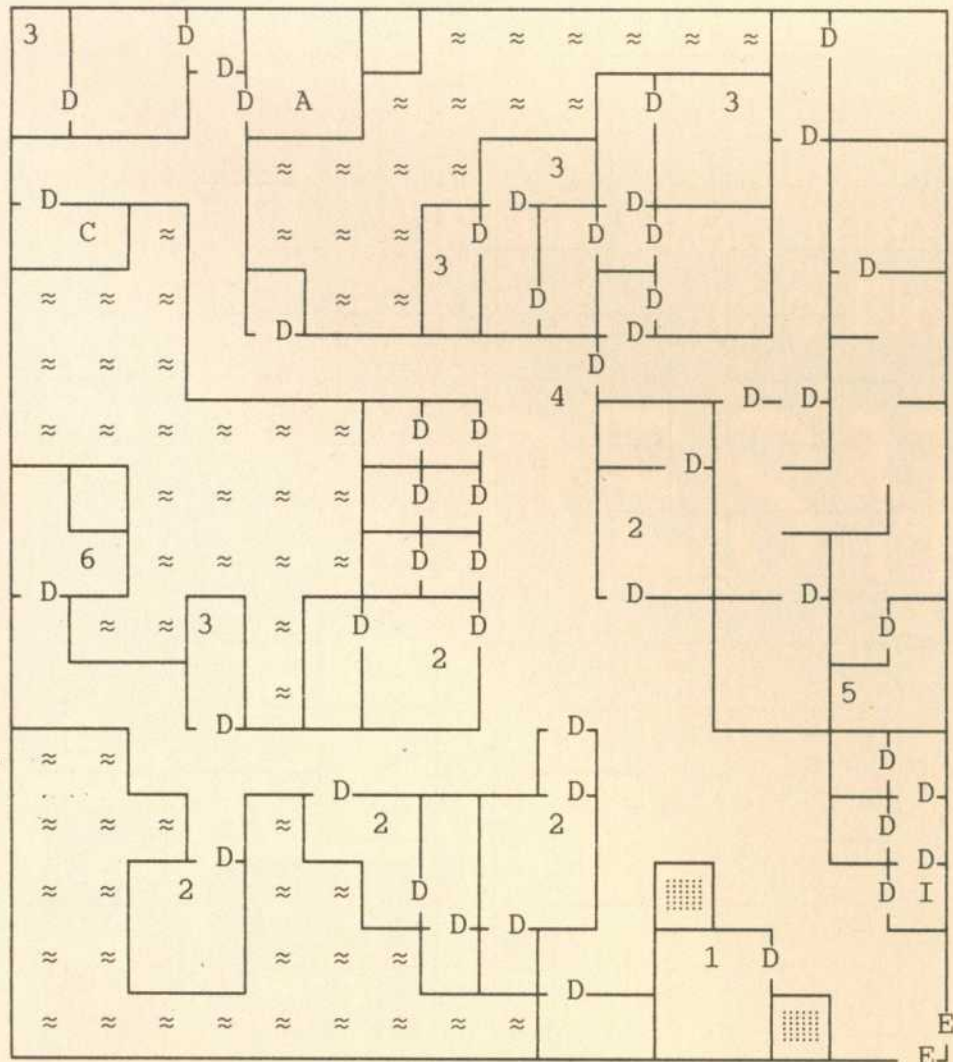 3 D ≈ ≈ ≈ ≈ ≈ ≈ D
D
D D A ≈ ≈ ≈ ≈ D 3
D
≈ ≈ ≈ ≈ 3
D D D
C ≈ ≈ ≈ ≈ D D D
3 D
≈ ≈ ≈ ≈ ≈ D D
D D
≈ ≈ ≈ D
4 D D
≈ ≈ ≈ ≈ ≈ ≈ D D
D
≈ ≈ ≈ ≈ D D
2
6 ≈ ≈ ≈ ≈ D D
D D D
≈ ≈ 3 ≈ D D D
2
≈ 5
D D
≈ ≈ D
D D D
≈ ≈ ≈ 2 2 D
D D
≈ ≈ 2 ≈ ≈ D D I
D D
≈ ≈ ≈ ≈ ≈ 1 D
D
≈ ≈ ≈ ≈ ≈ ≈ ≈ ≈ ≈ E
E